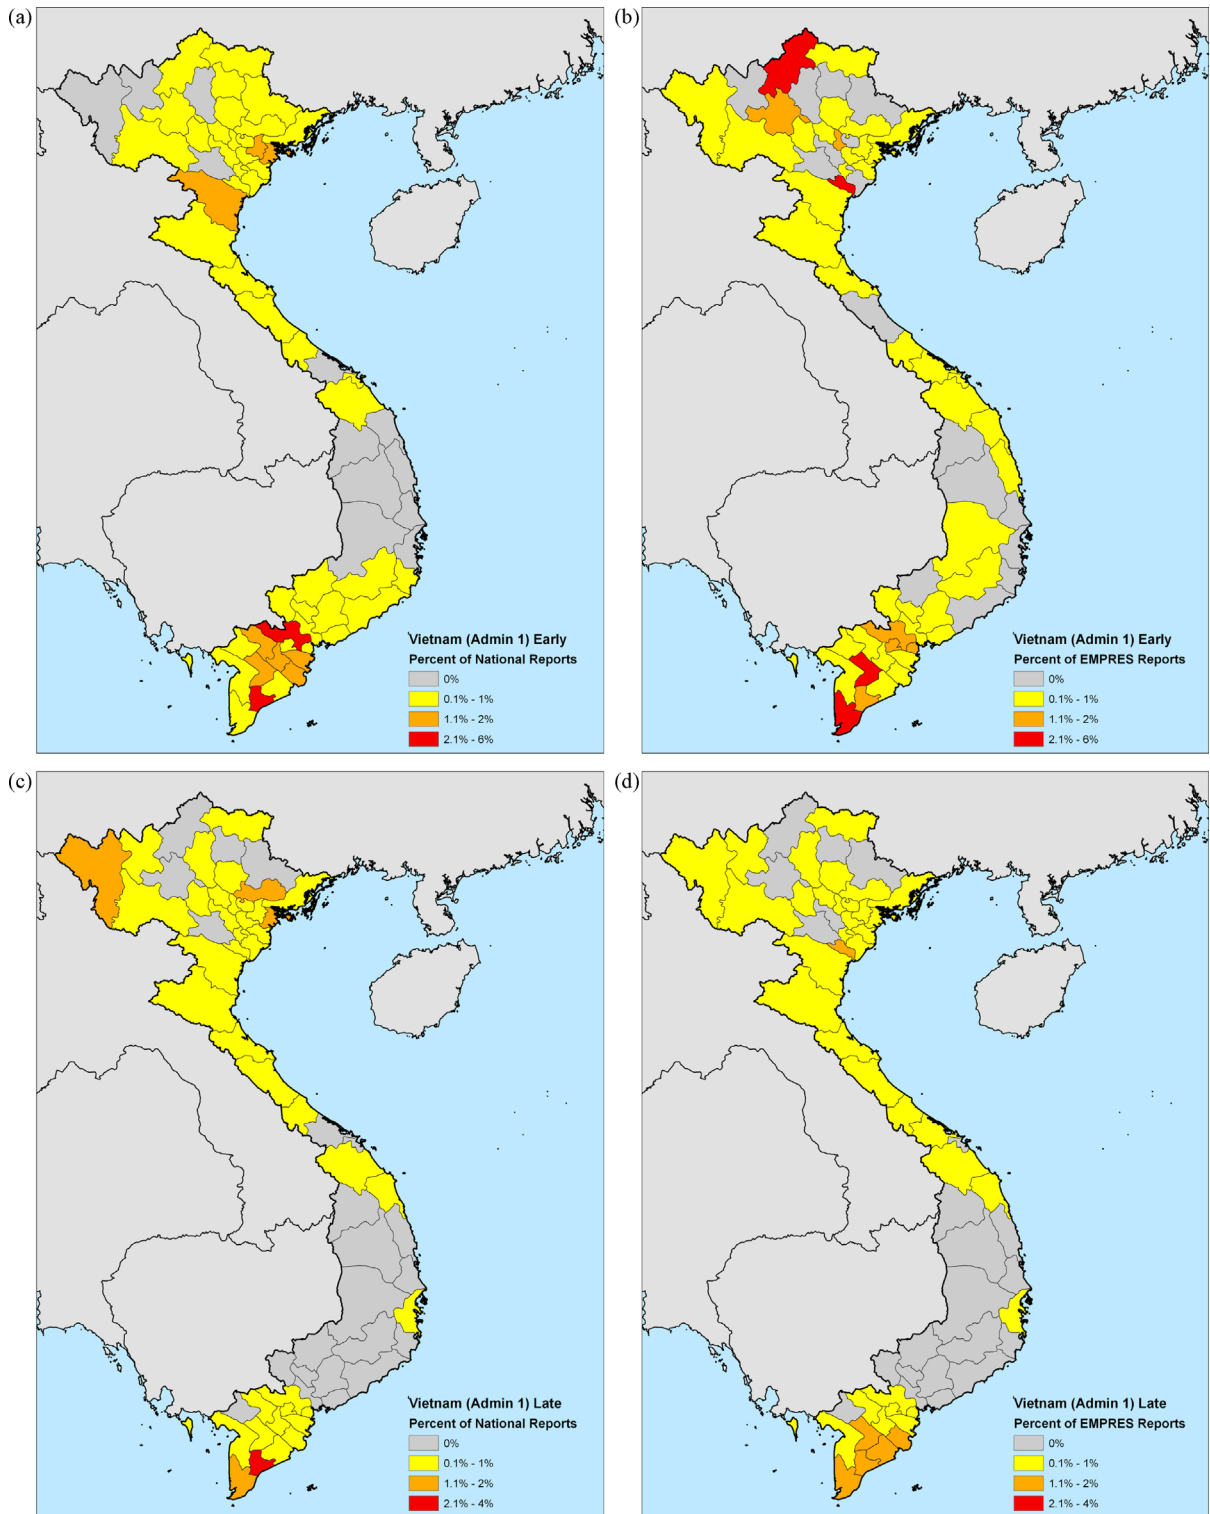 (a)
Vietnam (Admin 1) Early
Percent of National Reports
0%
0.1% - 1%
1.1% - 2%
2.1% - 6%
(b)
Vietnam (Admin 1) Early
Percent of EMPRES Reports
0%
0.1% - 1%
1.1% - 2%
2.1% - 6%
(c)
Vietnam (Admin 1) Late
Percent of National Reports
0%
0.1% - 1%
1.1% - 2%
2.1% - 4%
(d)
Vietnam (Admin 1) Late
Percent of EMPRES Reports
0%
0.1% - 1%
1.1% - 2%
2.1% - 4%